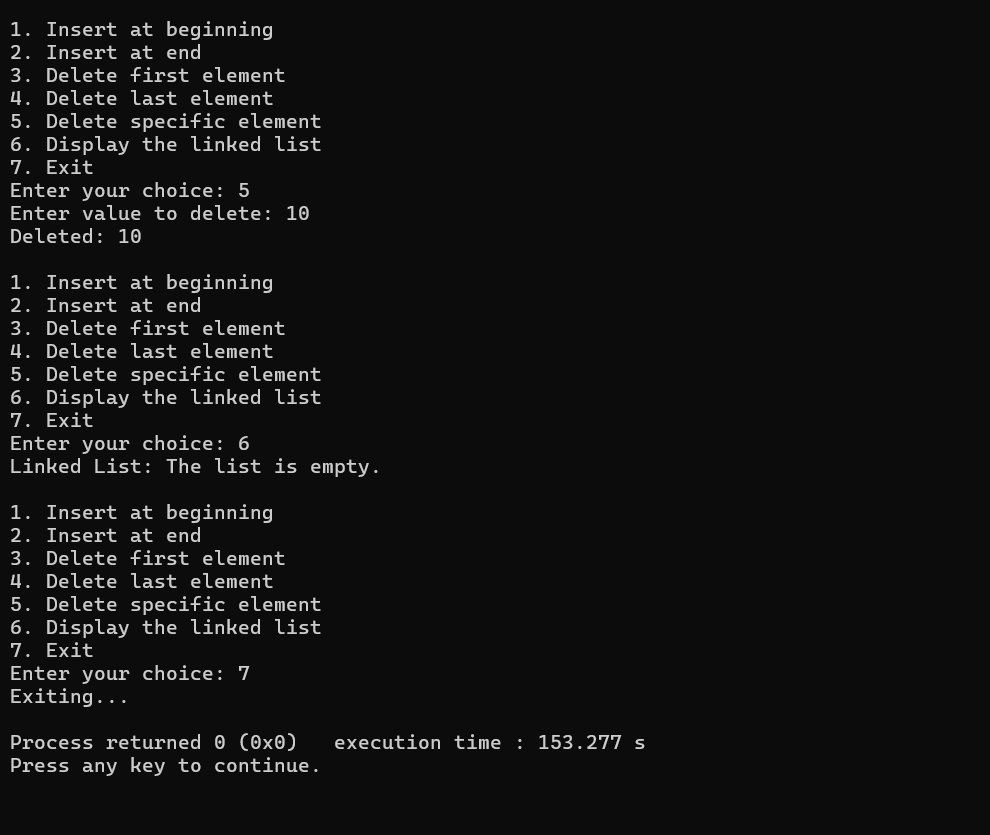 1. Insert at beginning
2. Insert at end
3. Delete first element
4. Delete last element
5. Delete specific element
6. Display the linked list
7. Exit
Enter your choice: 5
Enter value to delete: 10
Deleted: 10
1. Insert at beginning
2. Insert at end
3. Delete first element
4. Delete last element
5. Delete specific element
6. Display the linked list
7. Exit
Enter your choice: 6
Linked List: The list is empty.
1. Insert at beginning
2. Insert at end
3. Delete first element
4. Delete last element
5. Delete specific element
6. Display the linked list
7. Exit
Enter your choice: 7
Exiting...
Process returned 0 (0x0)   execution time : 153.277 s
Press any key to continue.